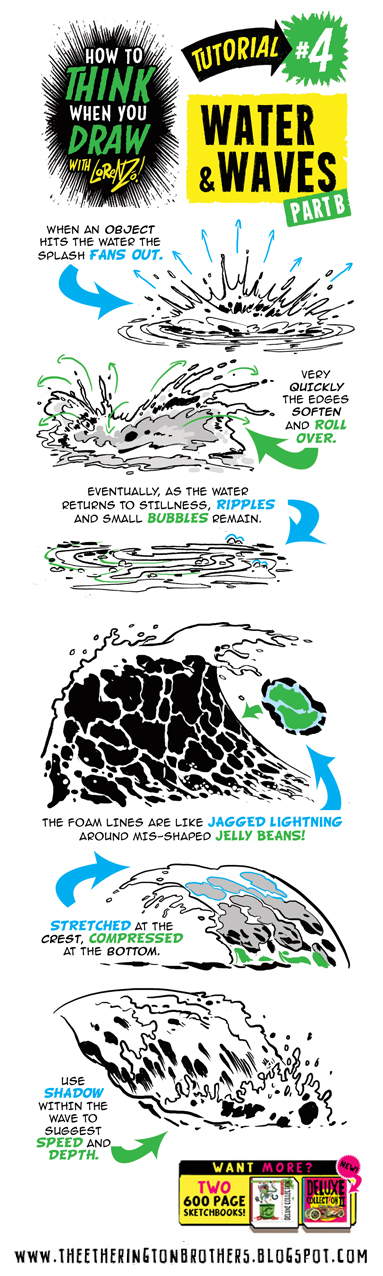 HOW TO
THINK
WHEN YOU
DRAW
WITH LORENZO!
TUTORIAL
#4
WATER
& WAVES
PART B
WHEN AN OBJECT
HITS THE WATER THE
SPLASH FANS OUT.
VERY
QUICKLY
THE EDGES
SOFTEN
AND ROLL
OVER.
EVENTUALLY, AS THE WATER
RETURNS TO STILLNESS, RIPPLES
AND SMALL BUBBLES REMAIN.
THE FOAM LINES ARE LIKE JAGGED LIGHTNING
AROUND MIS-SHAPED JELLY BEANS!
STRETCHED AT THE
CREST, COMPRESSED
AT THE BOTTOM.
USE
SHADOW
WITHIN THE
WAVE TO
SUGGEST
SPEED AND
DEPTH.
WANT MORE?
NEW!
TWO
600 PAGE
SKETCHBOOKS!
DELUXE COLLECTION
DELUXE
COLLECTION II
WWW.THEETHERINGTONBROTHERS.BLOGSPOT.COM